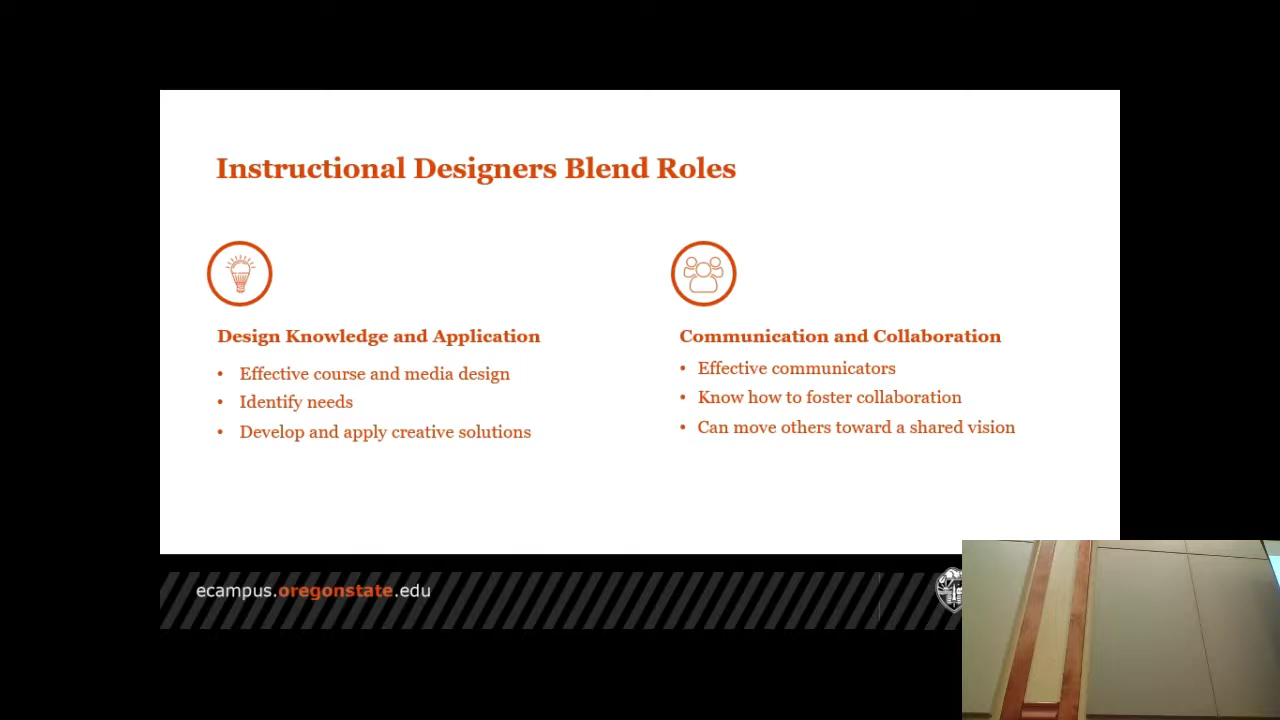 Instructional Designers Blend Roles
Design Knowledge and Application
• Effective course and media design
• Identify needs
• Develop and apply creative solutions
Communication and Collaboration
• Effective communicators
• Know how to foster collaboration
• Can move others toward a shared vision
ecampus.oregonstate.edu